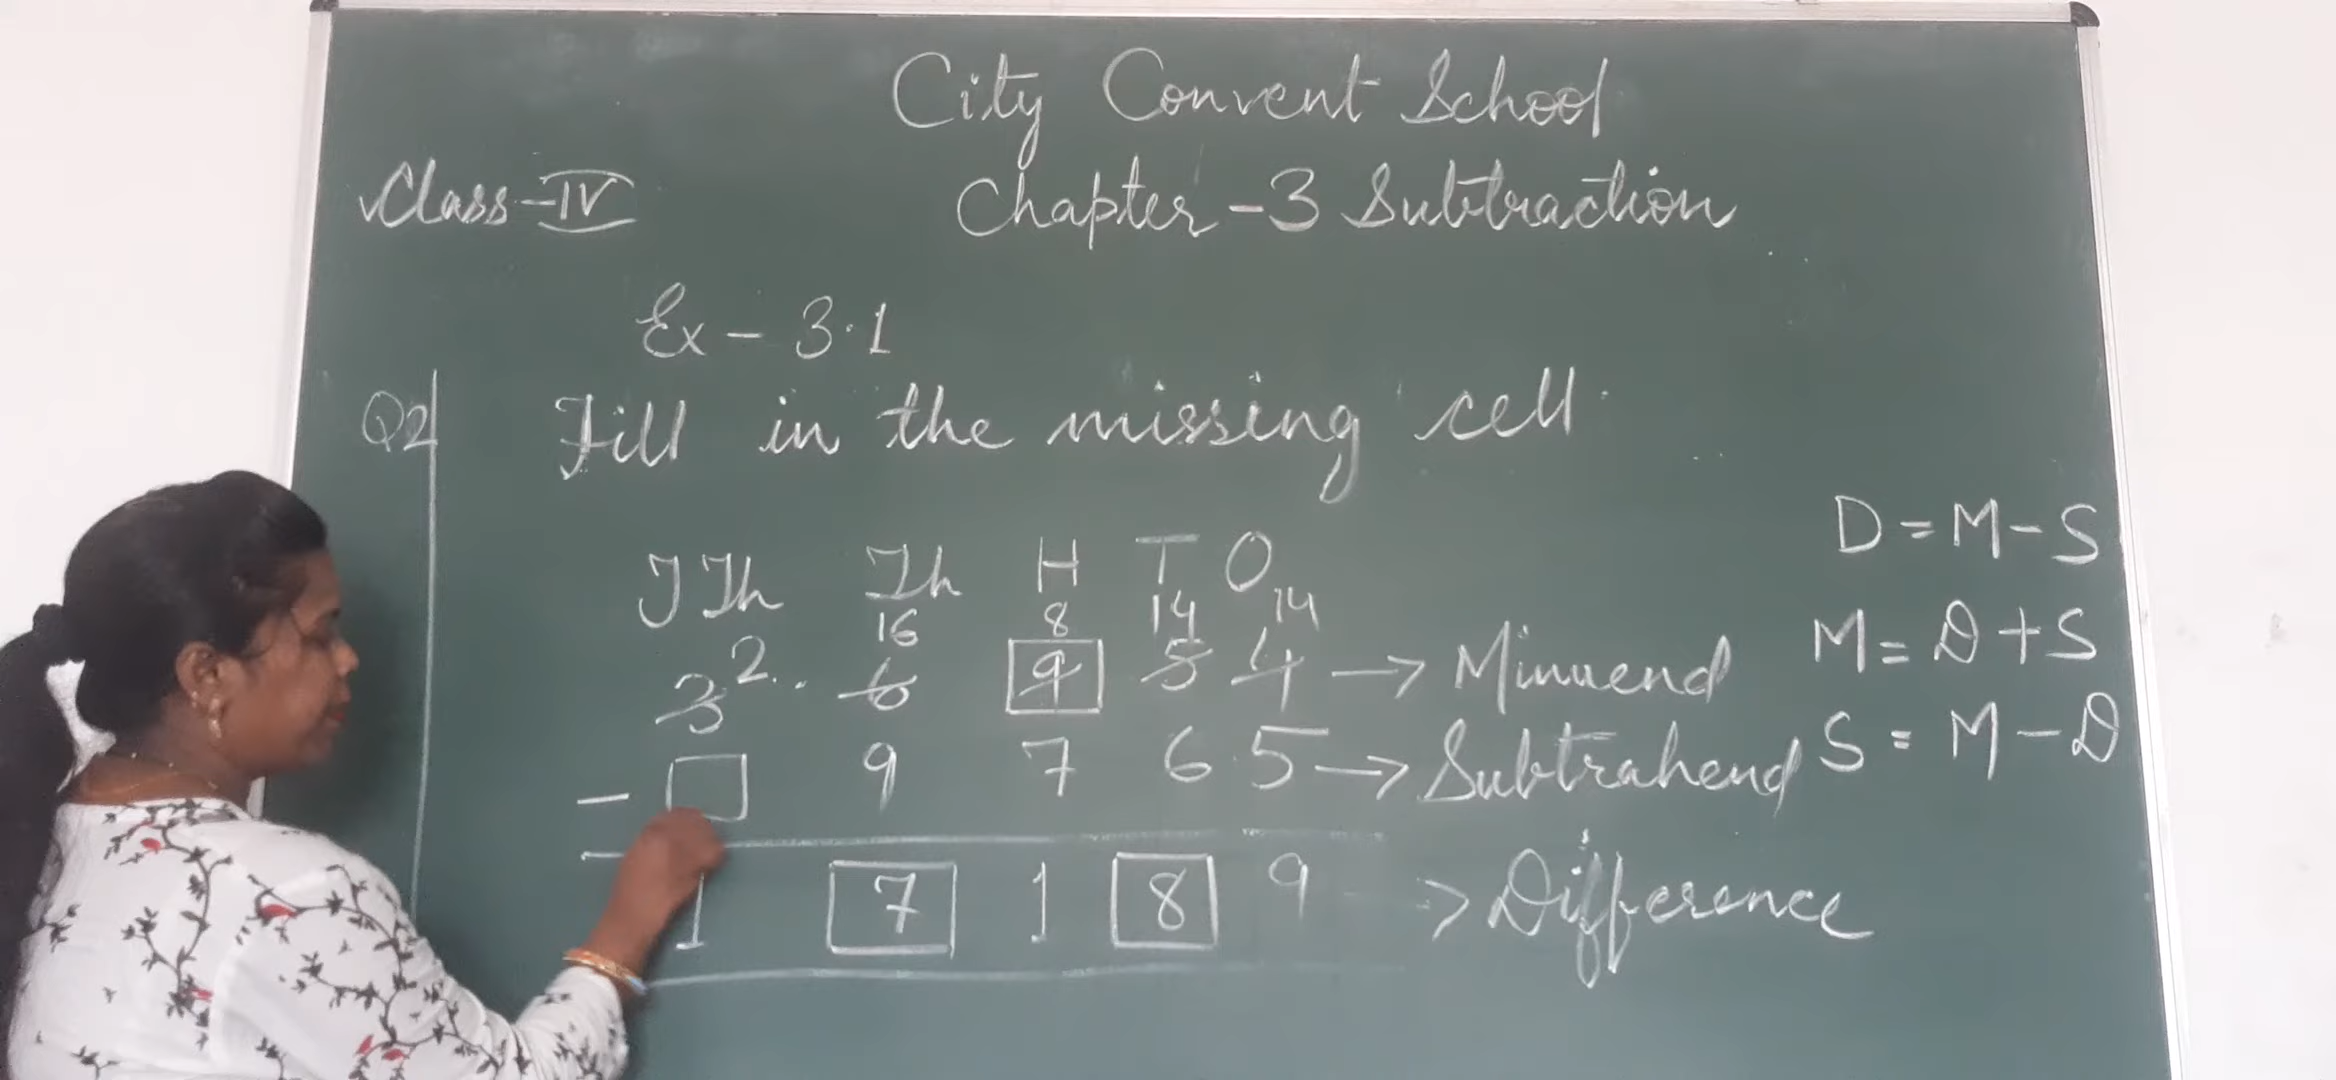 City Convent School
Class-IV Chapter-3 Subtraction
Ex - 3.1
Q2 Fill in the missing cell.
T Th Th H T O
16 8 14 14
3 2 6 9 5 4 → Minuend
- 9 7 6 5 → Subtrahend
1 7 1 8 9 → Difference
D = M - S
M = D + S
S = M - D